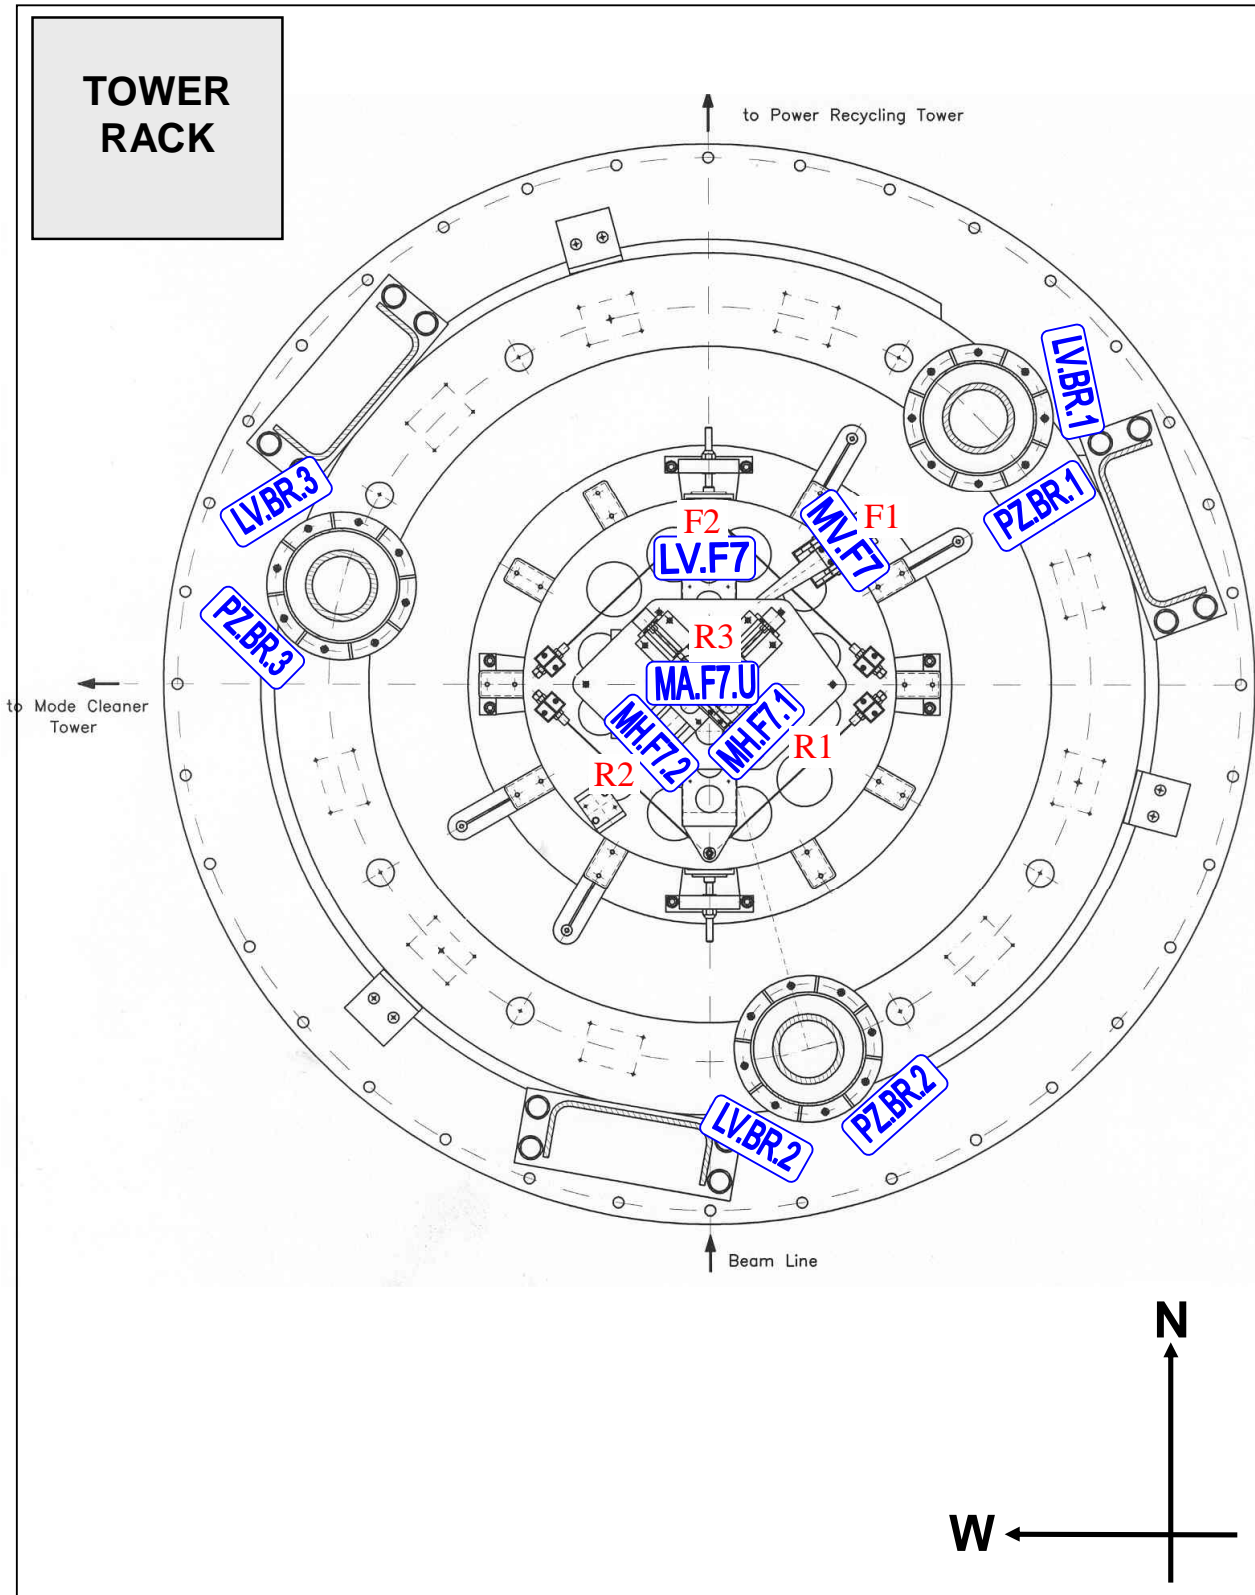 TOWER
RACK
to Power Recycling Tower
LV.BR.1
PZ.BR.1
LV.BR.3
F2
F1
MV.F7
LV.F7
PZ.BR.3
R3
MA.F7.U
to Mode Cleaner
Tower
MH.F7.2
MH.F7.1
R1
R2
PZ.BR.2
LV.BR.2
Beam Line
N
W